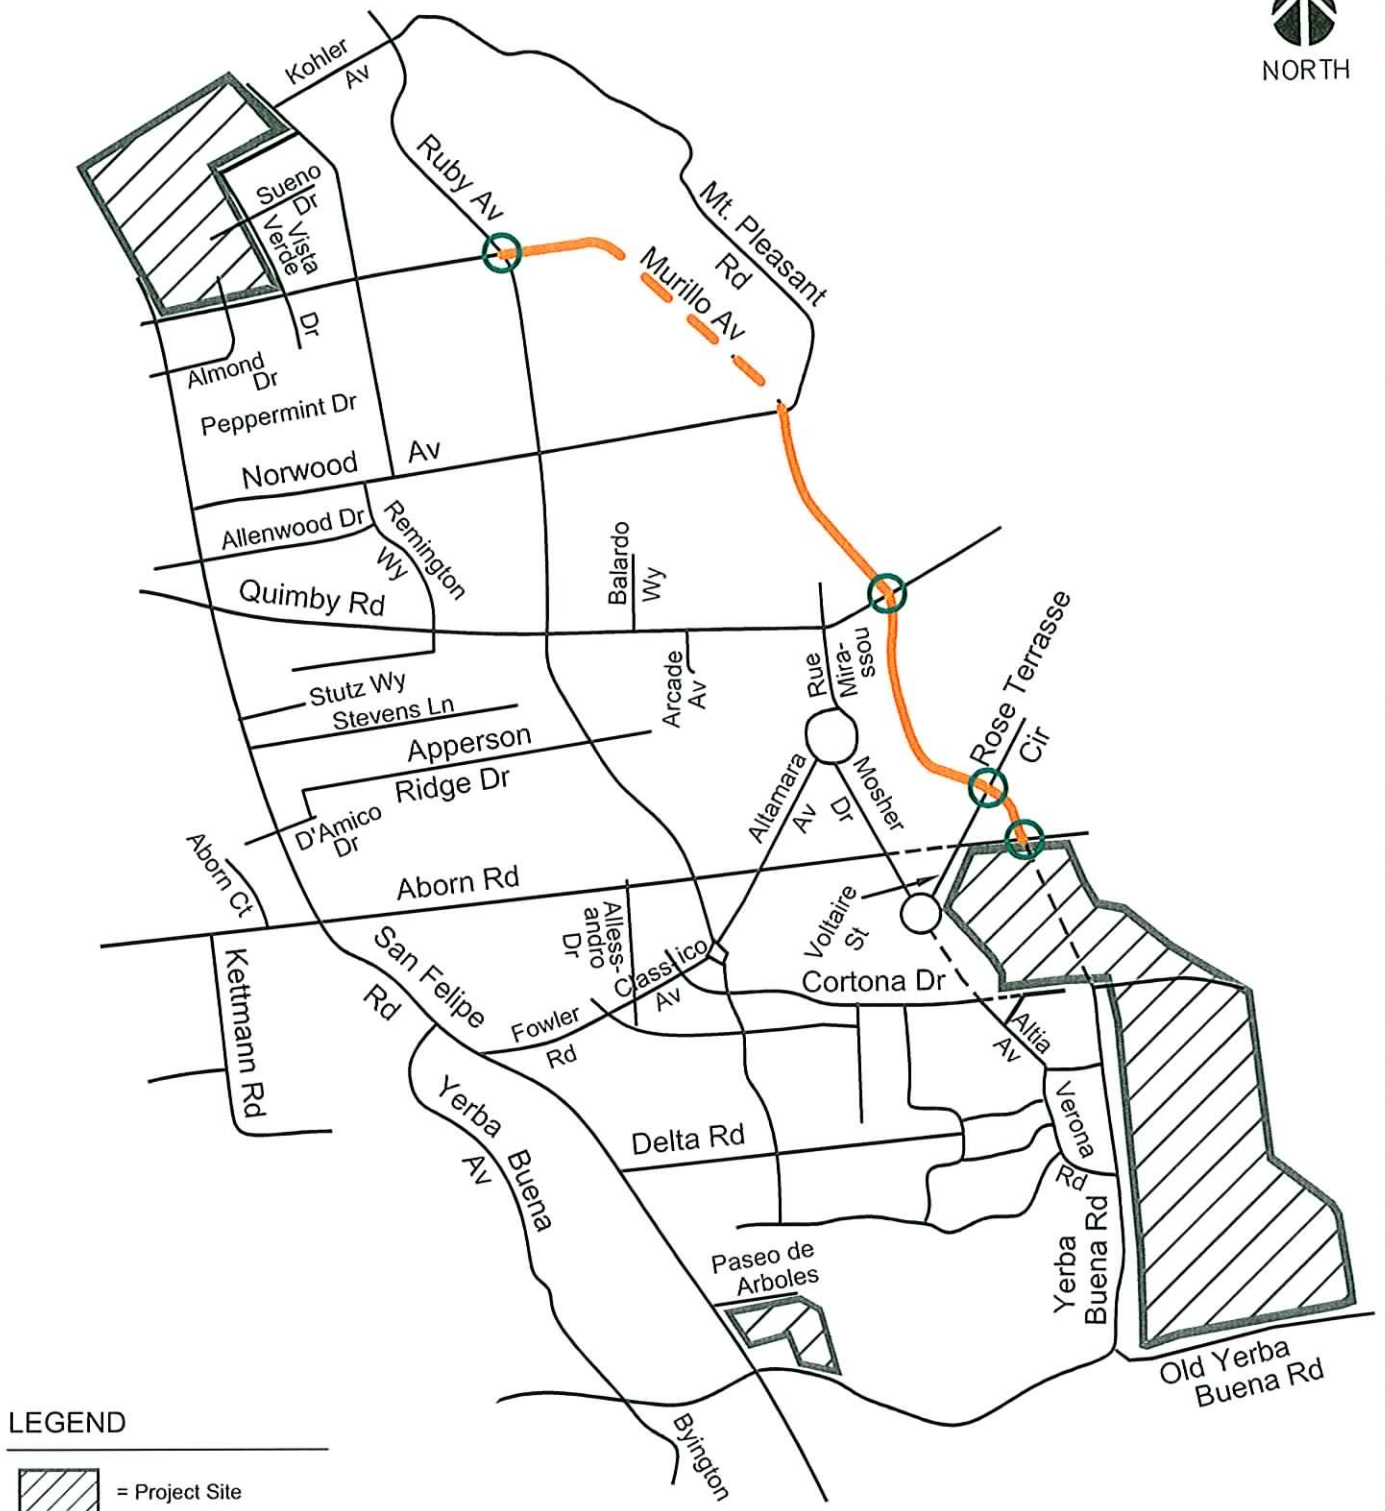 NORTH
Kohler
Av
Ruby Av
Sueno
Dr
Vista
Verde
Dr
Mt. Pleasant
Rd
Murillo Av
Almond
Dr
Peppermint Dr
Norwood Av
Allenwood Dr
Remington
Wy
Quimby Rd
Balardo
Wy
Rue
Mira-
ssou
Arcade
Av
Stutz Wy
Stevens Ln
Apperson
Ridge Dr
D'Amico
Dr
Rose Terrasse
Cir
Altamara
Av
Mosher
Dr
Aborn Ct
Aborn Rd
Voltaire
St
Alless-
andro
Dr
Classico
Av
Cortona Dr
Kettmann Rd
San Felipe
Rd
Fowler
Rd
Altia
Av
Yerba Buena
Av
Verona
Rd
Delta Rd
Yerba
Buena Rd
Paseo de
Arboles
Old Yerba
Buena Rd
Byington
LEGEND
= Project Site